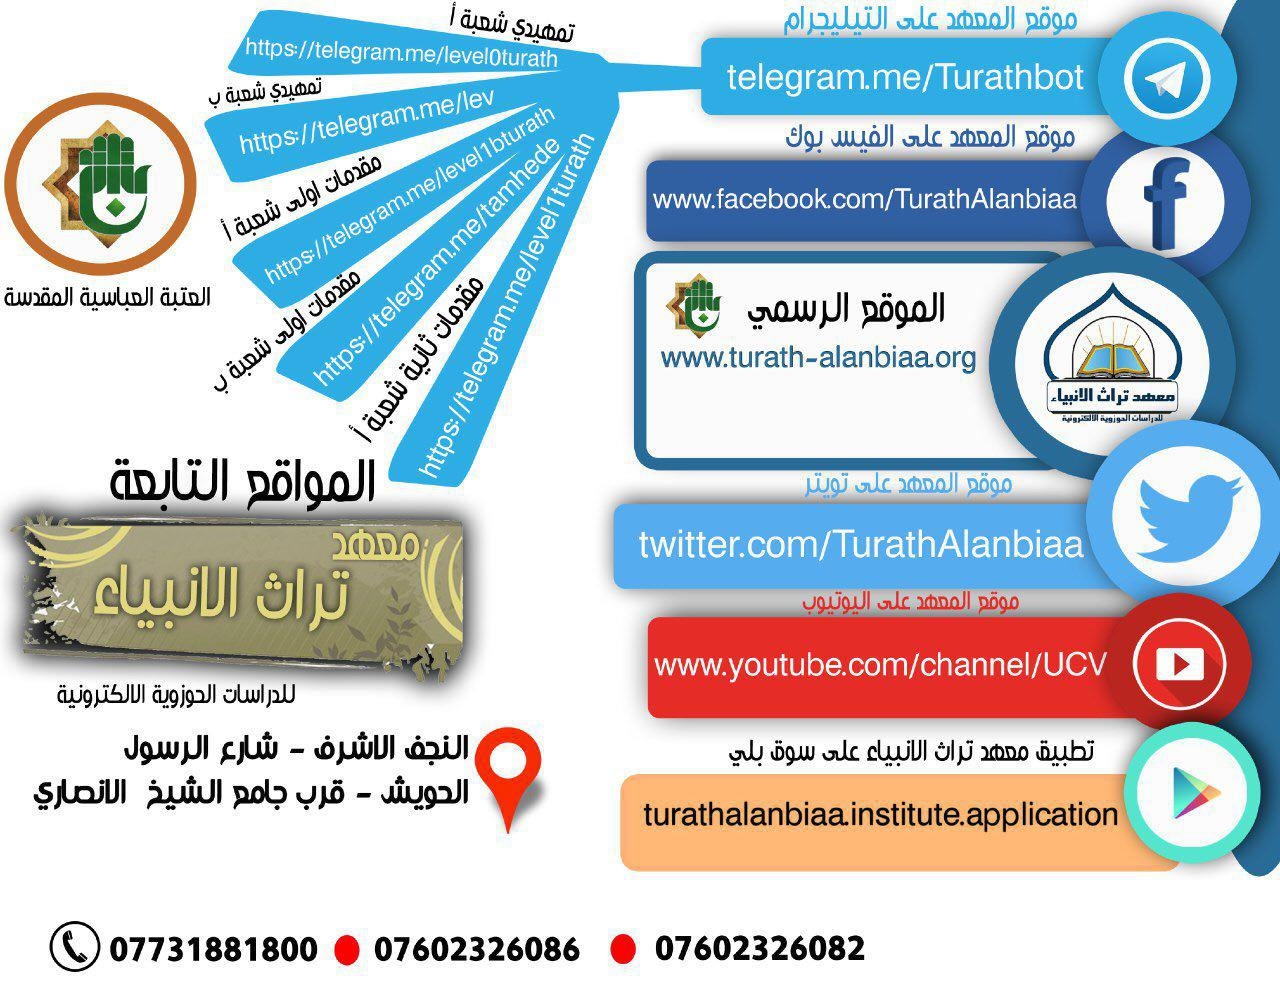 موقع المعهد على التيليجرام
telegram.me/Turathbot
موقع المعهد على الفيس بوك
www.facebook.com/TurathAlanbiaa
الموقع الرسمي
www.turath-alanbiaa.org
معهد تراث الانبياء
للدراسات الحوزوية الالكترونية
موقع المعهد على تويتر
twitter.com/TurathAlanbiaa
موقع المعهد على اليوتيوب
www.youtube.com/channel/UCV
تطبيق معهد تراث الانبياء على سوق بلي
turathalanbiaa.institute.application
تمهيدي شعبة أ
https://telegram.me/level0turath
تمهيدي شعبة ب
https://telegram.me/lev
مقدمات اولى شعبة أ
https://telegram.me/level1bturath
مقدمات اولى شعبة ب
https://telegram.me/tamhede
مقدمات ثانية شعبة أ
https://telegram.me/level1turath
العتبة العباسية المقدسة
المواقع التابعة
معهد
تراث الانبياء
للدراسات الحوزوية الالكترونية
النجف الاشرف - شارع الرسول
الحويش - قرب جامع الشيخ الانصاري
07731881800 07602326086 07602326082